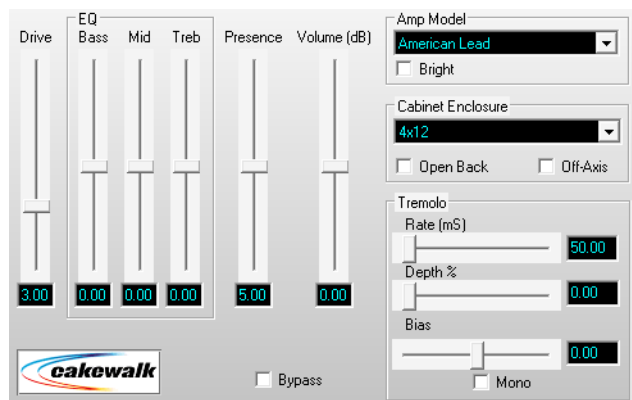 EQ
Drive Bass Mid Treb Presence Volume (dB)
3.00 0.00 0.00 0.00 5.00 0.00
cakewalk
Bypass
Amp Model
American Lead
Bright
Cabinet Enclosure
4x12
Open Back Off-Axis
Tremolo
Rate (mS)
50.00
Depth %
0.00
Bias
0.00
Mono